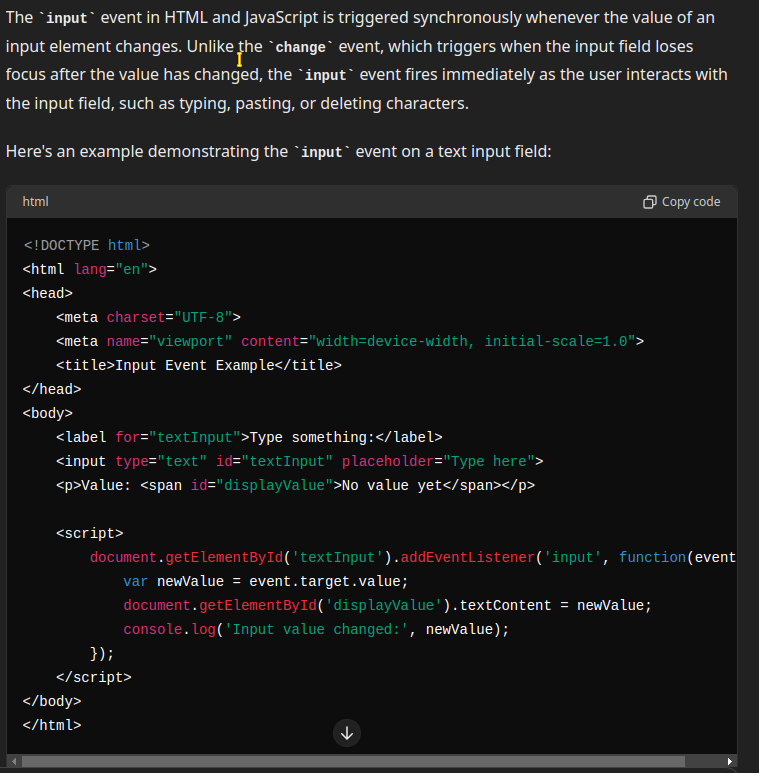 The `input` event in HTML and JavaScript is triggered synchronously whenever the value of an
input element changes. Unlike the `change` event, which triggers when the input field loses
focus after the value has changed, the `input` event fires immediately as the user interacts with
the input field, such as typing, pasting, or deleting characters.
Here's an example demonstrating the `input` event on a text input field:
html
Copy code
<!DOCTYPE html>
<html lang="en">
<head>
    <meta charset="UTF-8">
    <meta name="viewport" content="width=device-width, initial-scale=1.0">
    <title>Input Event Example</title>
</head>
<body>
    <label for="textInput">Type something:</label>
    <input type="text" id="textInput" placeholder="Type here">
    <p>Value: <span id="displayValue">No value yet</span></p>
    <script>
        document.getElementById('textInput').addEventListener('input', function(event
            var newValue = event.target.value;
            document.getElementById('displayValue').textContent = newValue;
            console.log('Input value changed:', newValue);
        });
    </script>
</body>
</html>